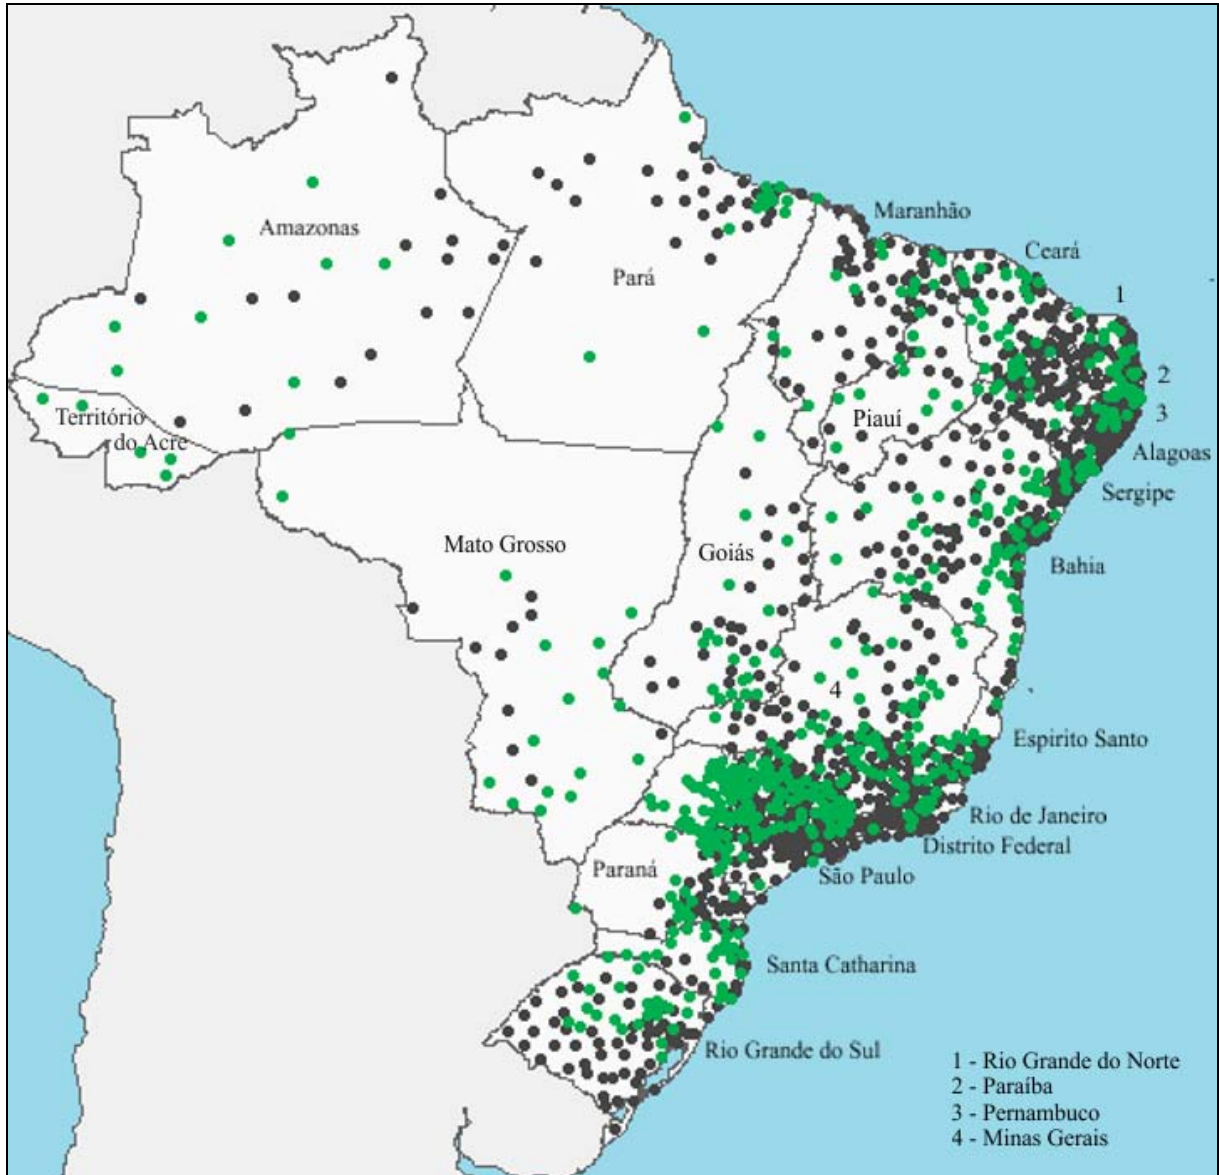 Maranhão
Amazonas
Ceará
Pará
1
2
Território
do Acre
Piauí
3
Alagoas
Sergipe
Mato Grosso
Goiás
Bahia
4
Espirito Santo
Rio de Janeiro
Distrito Federal
Paraná
São Paulo
Santa Catharina
Rio Grande do Sul
1 - Rio Grande do Norte
2 - Paraíba
3 - Pernambuco
4 - Minas Gerais